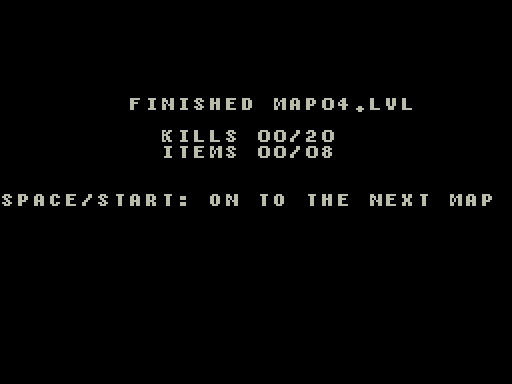 FINISHED MAP04.LVL
KILLS 00/20
ITEMS 00/08
SPACE/START: ON TO THE NEXT MAP